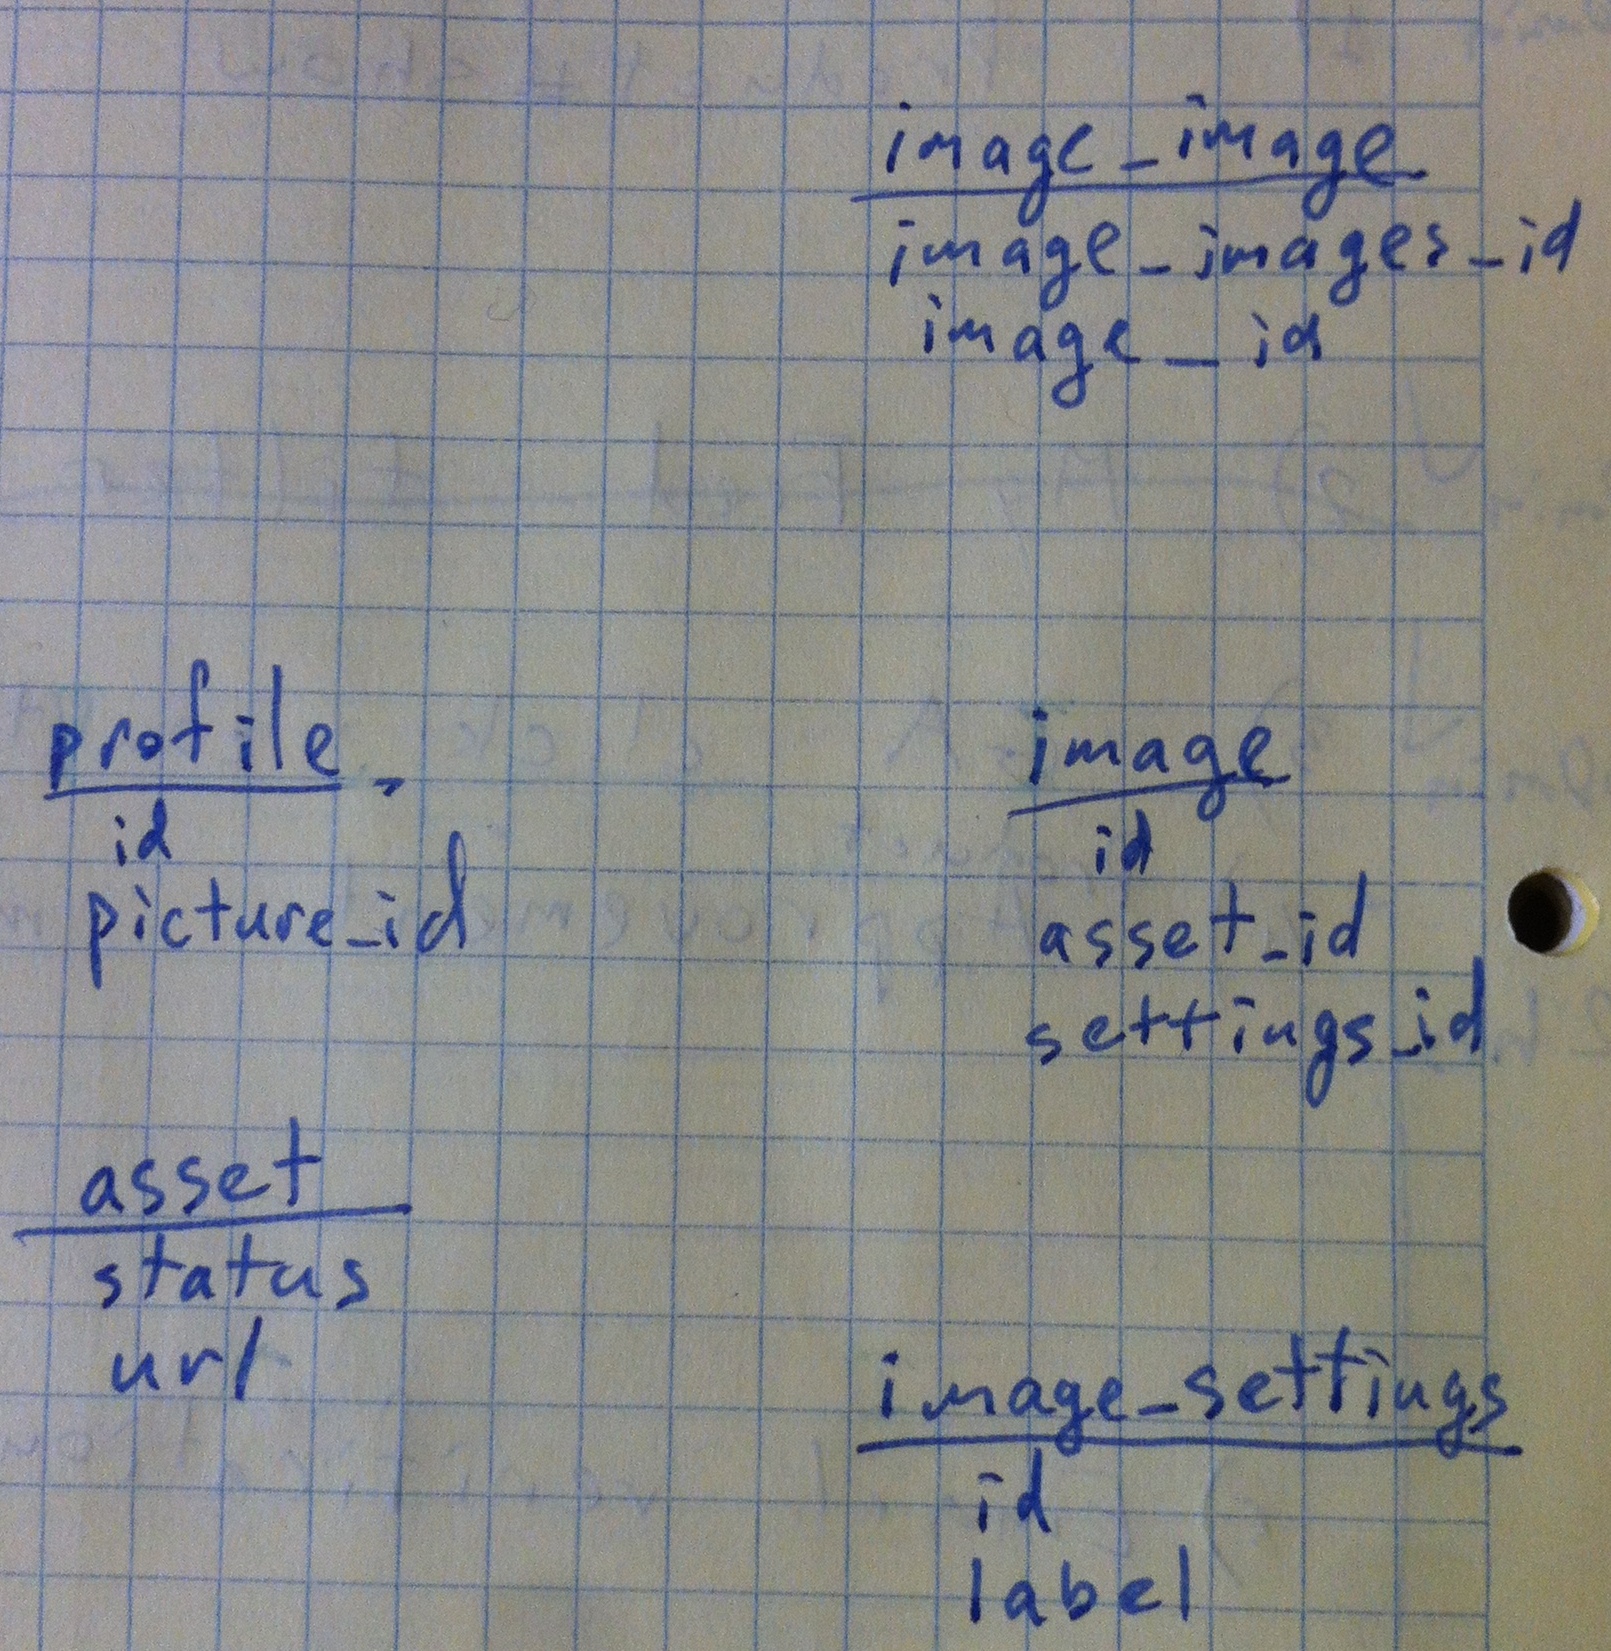 image_image
image_images_id
image_id
profile
id
picture_id
image
id
asset_id
settings_id
asset
status
url
image_settings
id
label